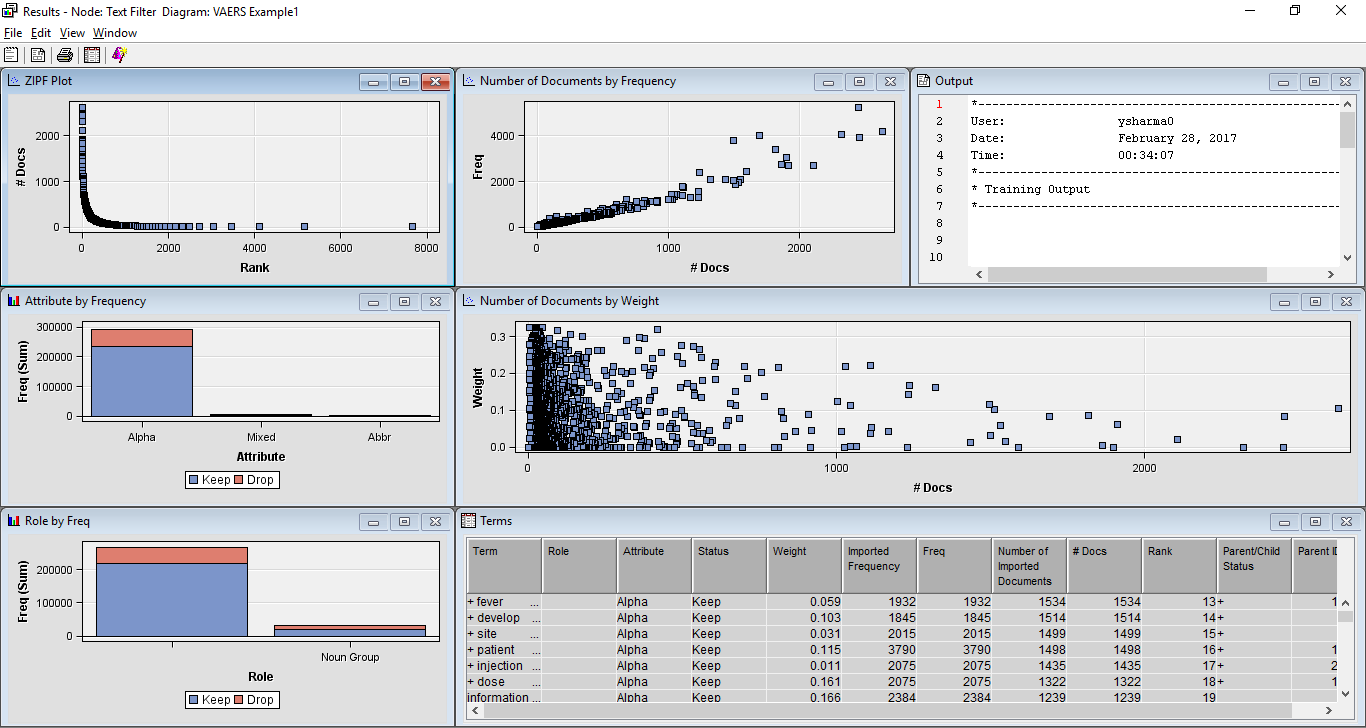 Results - Node: Text Filter Diagram: VAERS Example1
File Edit View Window
ZIPF Plot
# Docs
2000
1000
0
0 2000 4000 6000 8000
Rank
Number of Documents by Frequency
Freq
4000
2000
0
0 1000 2000
# Docs
Output
1 *------------------------------------------
2 User: ysharma0
3 Date: February 28, 2017
4 Time: 00:34:07
5 *------------------------------------------
6 * Training Output
7 *------------------------------------------
8
9
10
Attribute by Frequency
Freq (Sum)
300000
200000
100000
0
Alpha Mixed Abbr
Attribute
Keep Drop
Number of Documents by Weight
Weight
0.3
0.2
0.1
0.0
0 1000 2000
# Docs
Role by Freq
Freq (Sum)
200000
100000
0
Noun Group
Role
Keep Drop
Terms
Term Role Attribute Status Weight Imported Frequency Freq Number of Imported Documents # Docs Rank Parent/Child Status Parent ID
+ fever ... Alpha Keep 0.059 1932 1932 1534 1534 13 + 1
+ develop ... Alpha Keep 0.103 1845 1845 1514 1514 14 +
+ site ... Alpha Keep 0.031 2015 2015 1499 1499 15 +
+ patient ... Alpha Keep 0.115 3790 3790 1498 1498 16 + 1
+ injection ... Alpha Keep 0.011 2075 2075 1435 1435 17 + 2
+ dose ... Alpha Keep 0.161 2075 2075 1322 1322 18 + 1
information ... Alpha Keep 0.166 2384 2384 1239 1239 19